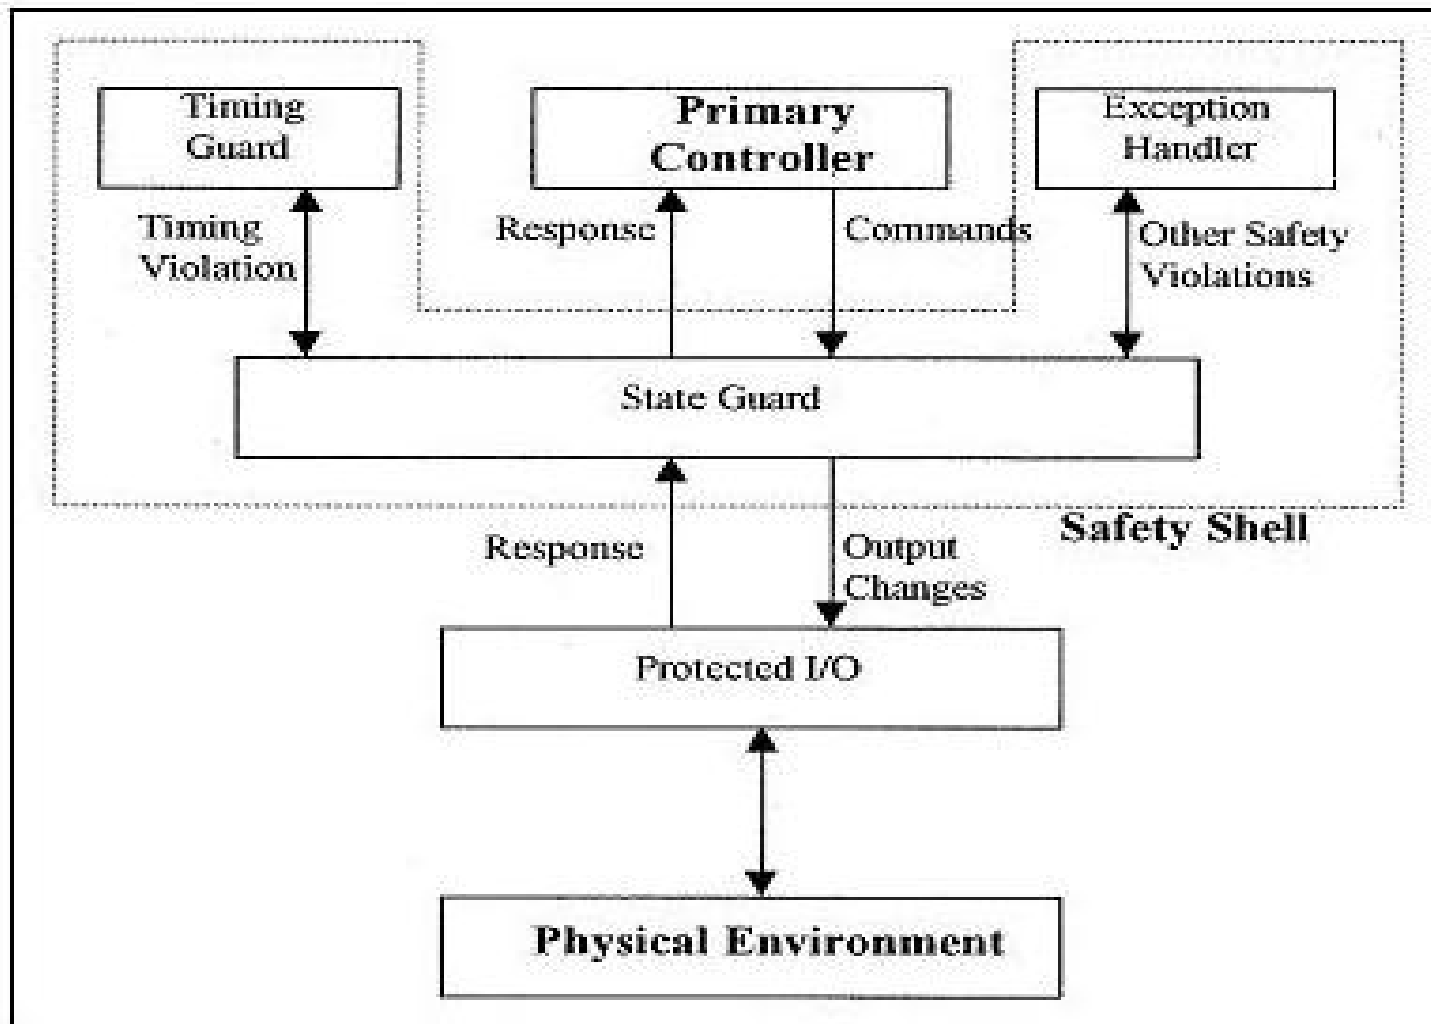 Timing
Guard
Primary
Controller
Exception
Handler
Timing
Violation
Response
Commands
Other Safety
Violations
State Guard
Safety Shell
Response
Output
Changes
Protected I/O
Physical Environment